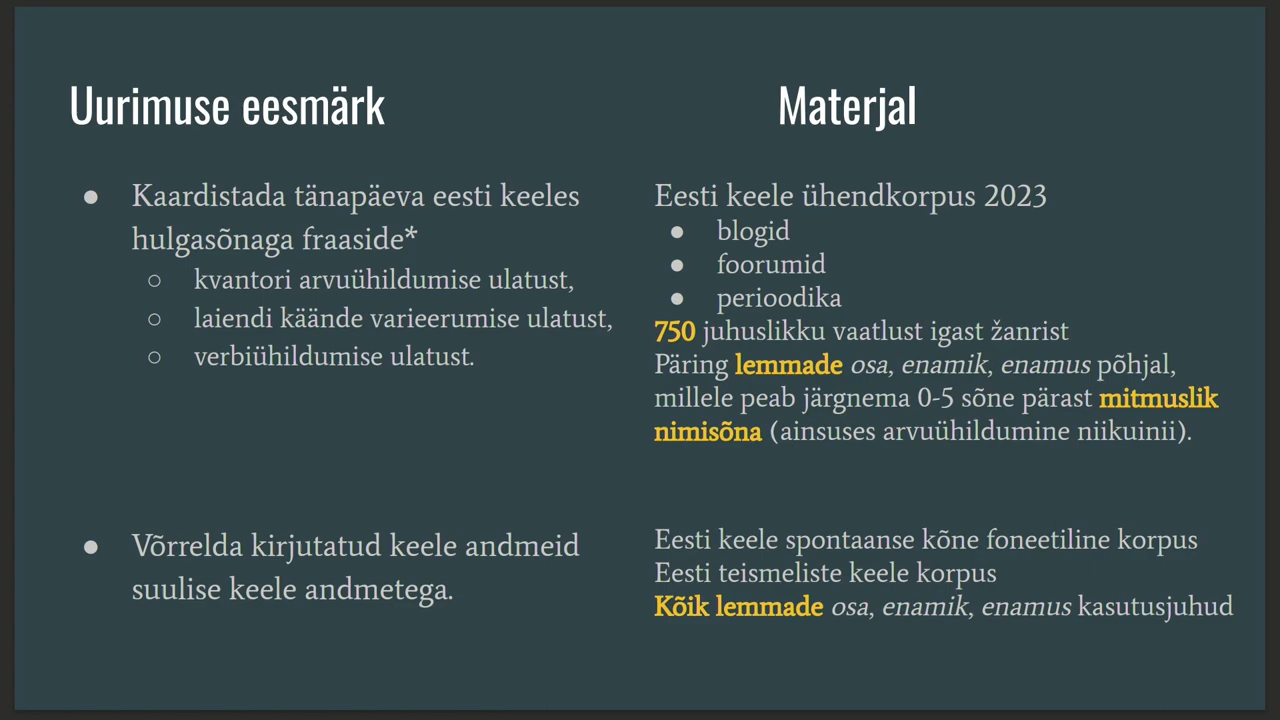 Uurimuse eesmärk
● Kaardistada tänapäeva eesti keeles
hulgasõnaga fraaside*
○ kvantori arvuühildumise ulatust,
○ laiendi käände varieerumise ulatust,
○ verbiühildumise ulatust.
● Võrrelda kirjutatud keele andmeid
suulise keele andmetega.
Materjal
Eesti keele ühendkorpus 2023
● blogid
● foorumid
● perioodika
750 juhuslikku vaatlust igast žanrist
Päring lemmade osa, enamik, enamus põhjal,
millele peab järgnema 0-5 sõne pärast mitmuslik
nimisõna (ainsuses arvuühildumine niikuinii).
Eesti keele spontaanse kõne foneetiline korpus
Eesti teismeliste keele korpus
Kõik lemmade osa, enamik, enamus kasutusjuhud